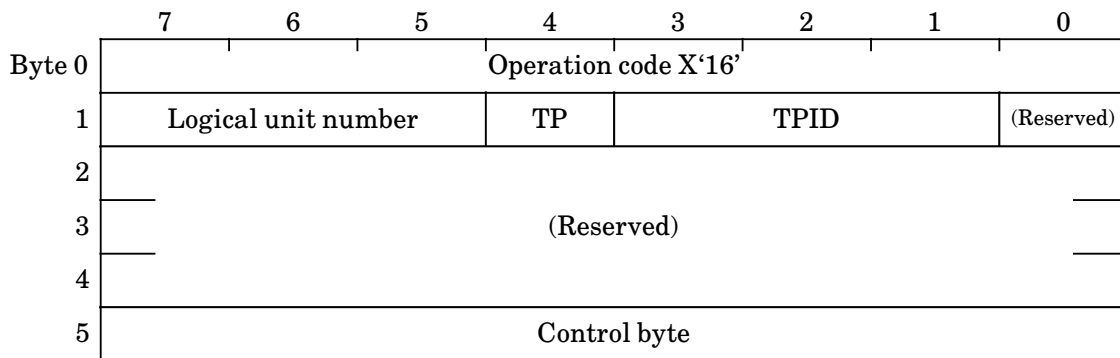 7 6 5 4 3 2 1 0
Byte 0 Operation code X‘16’
1 Logical unit number TP TPID (Reserved)
2
3 (Reserved)
4
5 Control byte